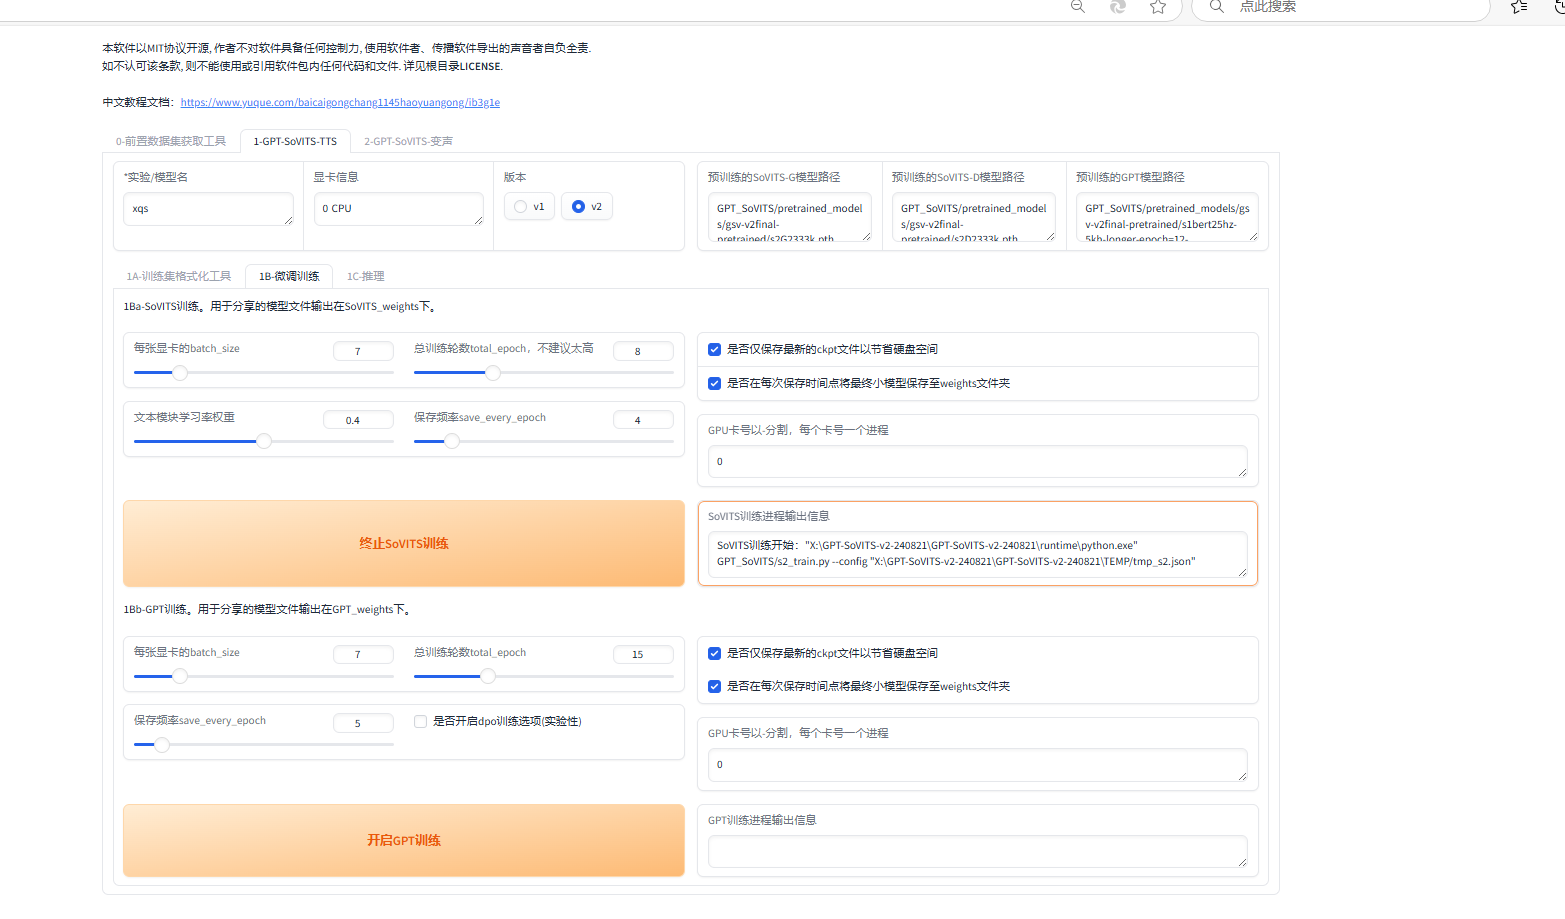 点此搜索
本软件以MIT协议开源, 作者不对软件具备任何控制力, 使用软件者、传播软件导出的声音者自负全责.
如不认可该条款, 则不能使用或引用软件包内任何代码和文件. 详见根目录LICENSE.
中文教程文档： https://www.yuque.com/baicaigongchang1145haoyuangong/ib3g1e
0-前置数据集获取工具 1-GPT-SoVITS-TTS 2-GPT-SoVITS-变声
*实验/模型名 显卡信息 版本 预训练的SoVITS-G模型路径 预训练的SoVITS-D模型路径 预训练的GPT模型路径
xqs 0 CPU v1 v2
GPT_SoVITS/pretrained_model
s/gsv-v2final-
pretrained/s2G2333k.pth
GPT_SoVITS/pretrained_model
s/gsv-v2final-
pretrained/s2D2333k.pth
GPT_SoVITS/pretrained_models/gs
v-v2final-pretrained/s1bert25hz-
5kh-longer-epoch=12-
1A-训练集格式化工具 1B-微调训练 1C-推理
1Ba-SoVITS训练。用于分享的模型文件输出在SoVITS_weights下。
每张显卡的batch_size 7 总训练轮数total_epoch，不建议太高 8
是否仅保存最新的ckpt文件以节省硬盘空间
是否在每次保存时间点将最终小模型保存至weights文件夹
文本模块学习率权重 0.4 保存频率save_every_epoch 4
GPU卡号以-分割，每个卡号一个进程
0
终止SoVITS训练
SoVITS训练进程输出信息
SoVITS训练开始："X:\GPT-SoVITS-v2-240821\GPT-SoVITS-v2-240821\runtime\python.exe"
GPT_SoVITS/s2_train.py --config "X:\GPT-SoVITS-v2-240821\GPT-SoVITS-v2-240821\TEMP/tmp_s2.json"
1Bb-GPT训练。用于分享的模型文件输出在GPT_weights下。
每张显卡的batch_size 7 总训练轮数total_epoch 15
是否仅保存最新的ckpt文件以节省硬盘空间
是否在每次保存时间点将最终小模型保存至weights文件夹
保存频率save_every_epoch 5 是否开启dpo训练选项(实验性)
GPU卡号以-分割，每个卡号一个进程
0
开启GPT训练
GPT训练进程输出信息